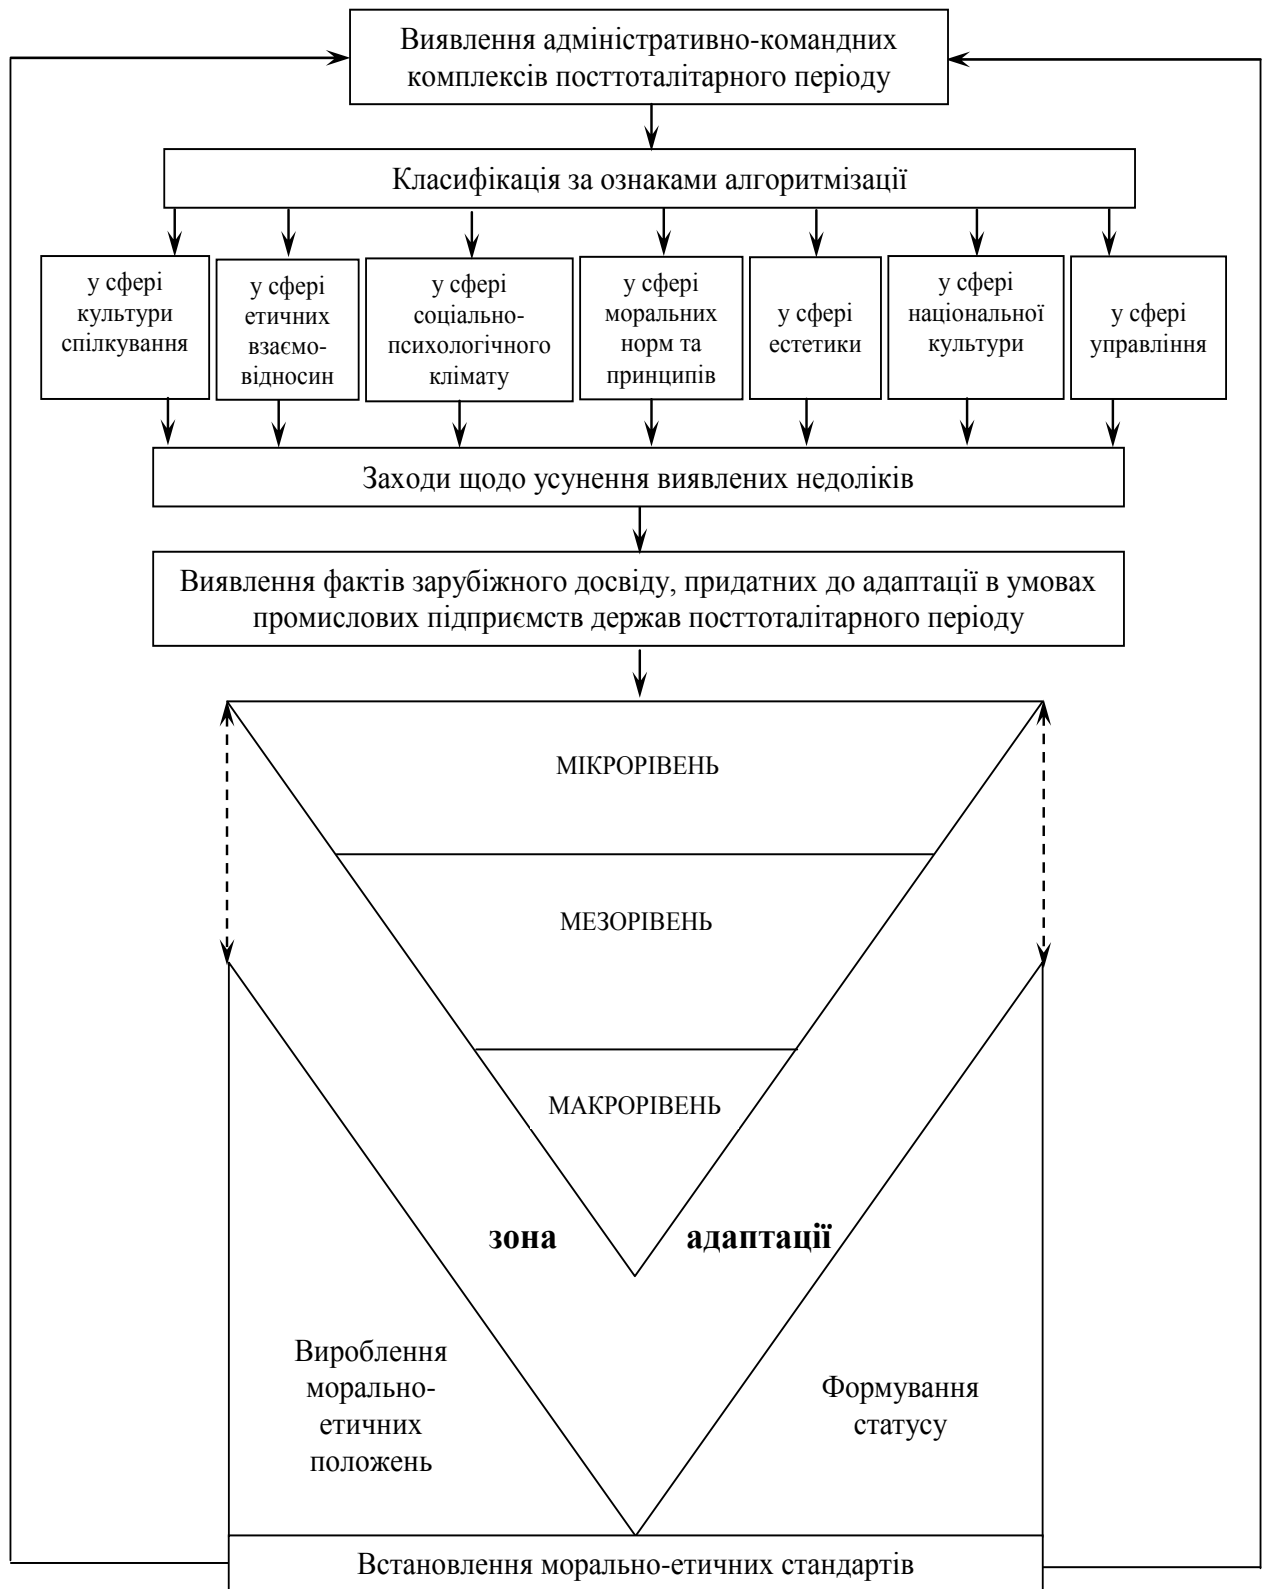 Виявлення адміністративно-командних
комплексів посттоталітарного періоду
Класифікація за ознаками алгоритмізації
у сфері
культури
спілкування
у сфері
етичних
взаємо-
відносин
у сфері
соціально-
психологічного
клімату
у сфері
моральних
норм та
принципів
у сфері
естетики
у сфері
національної
культури
у сфері
управління
Заходи щодо усунення виявлених недоліків
Виявлення фактів зарубіжного досвіду, придатних до адаптації в умовах
промислових підприємств держав посттоталітарного періоду
МІКРОРІВЕНЬ
МЕЗОРІВЕНЬ
МАКРОРІВЕНЬ
зона адаптації
Вироблення
морально-
етичних
положень
Формування
статусу
Встановлення морально-етичних стандартів